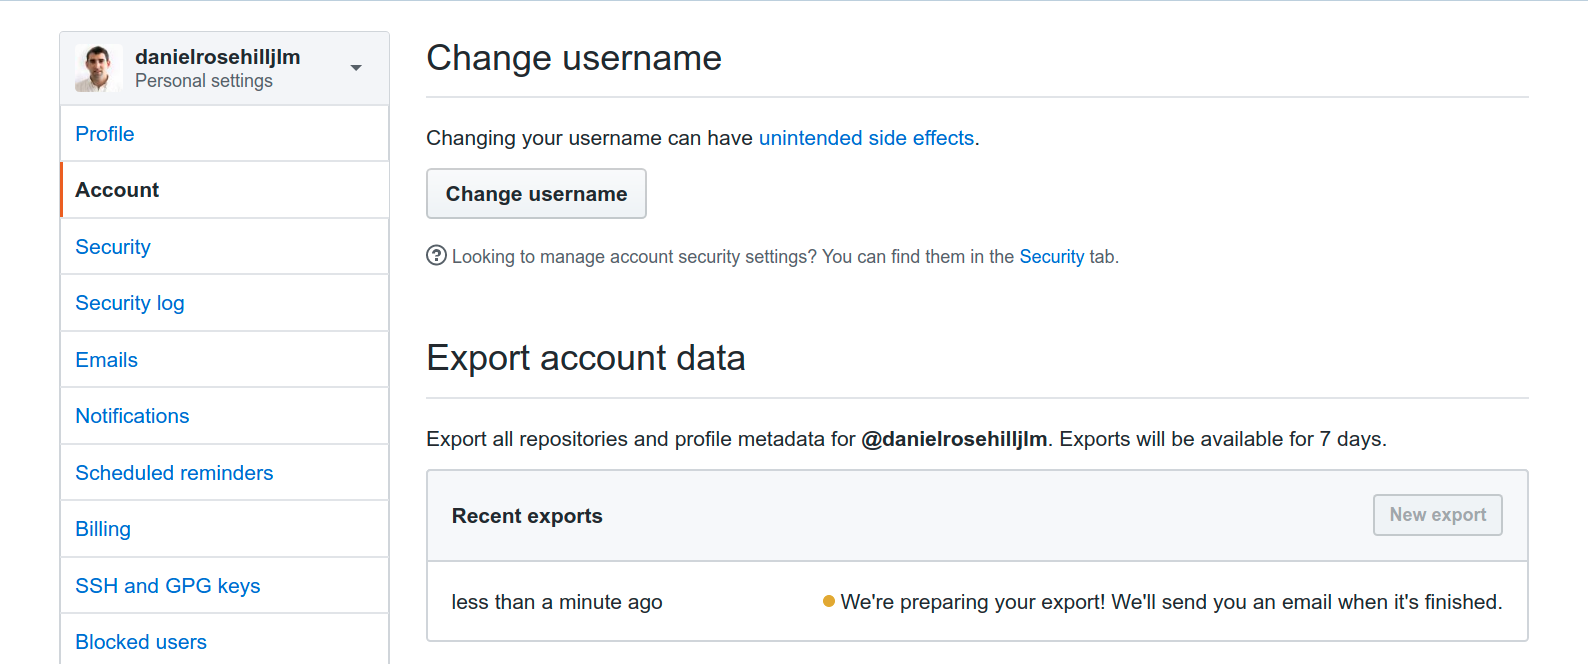 danielrosehilljlm
Personal settings
Profile
Account
Security
Security log
Emails
Notifications
Scheduled reminders
Billing
SSH and GPG keys
Blocked users
Change username
Changing your username can have unintended side effects.
Change username
Looking to manage account security settings? You can find them in the Security tab.
Export account data
Export all repositories and profile metadata for @danielrosehilljlm. Exports will be available for 7 days.
Recent exports
New export
less than a minute ago
We're preparing your export! We'll send you an email when it's finished.